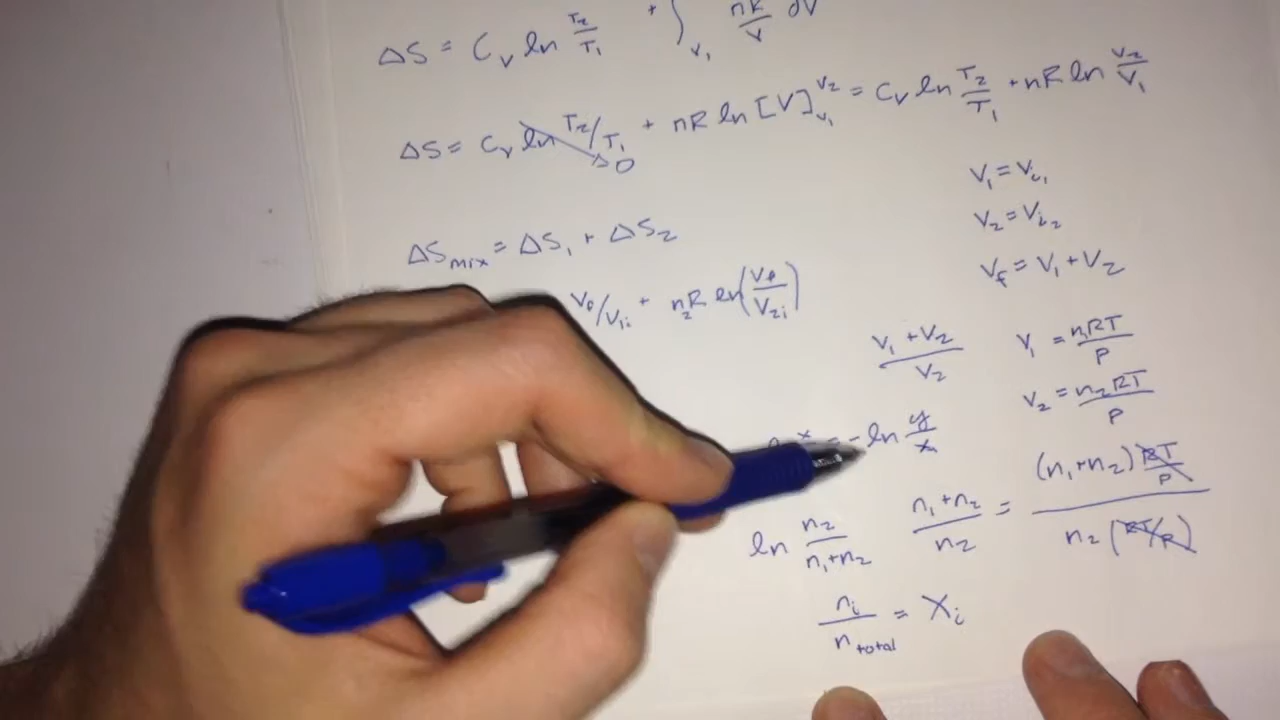 ΔS = Cv ln T2/T1 + ∫V1 nR/V dV
ΔS = Cv ln T2/T1 + nR ln [V]V1 V2 = Cv ln T2/T1 + nR ln V2/V1
→0
V1 = Vi1
V2 = Vi2
Vf = V1 + V2
ΔSmix = ΔS1 + ΔS2
Vf/V1i + n2R ln(Vf/V2i)
V1 + V2 / V2
V1 = n1RT/P
V2 = n2RT/P
= -ln y/x
ln n2/n1+n2
n1+n2/n2 = (n1+n2) RT/P / n2 (RT/P)
ni/ntotal = Xi